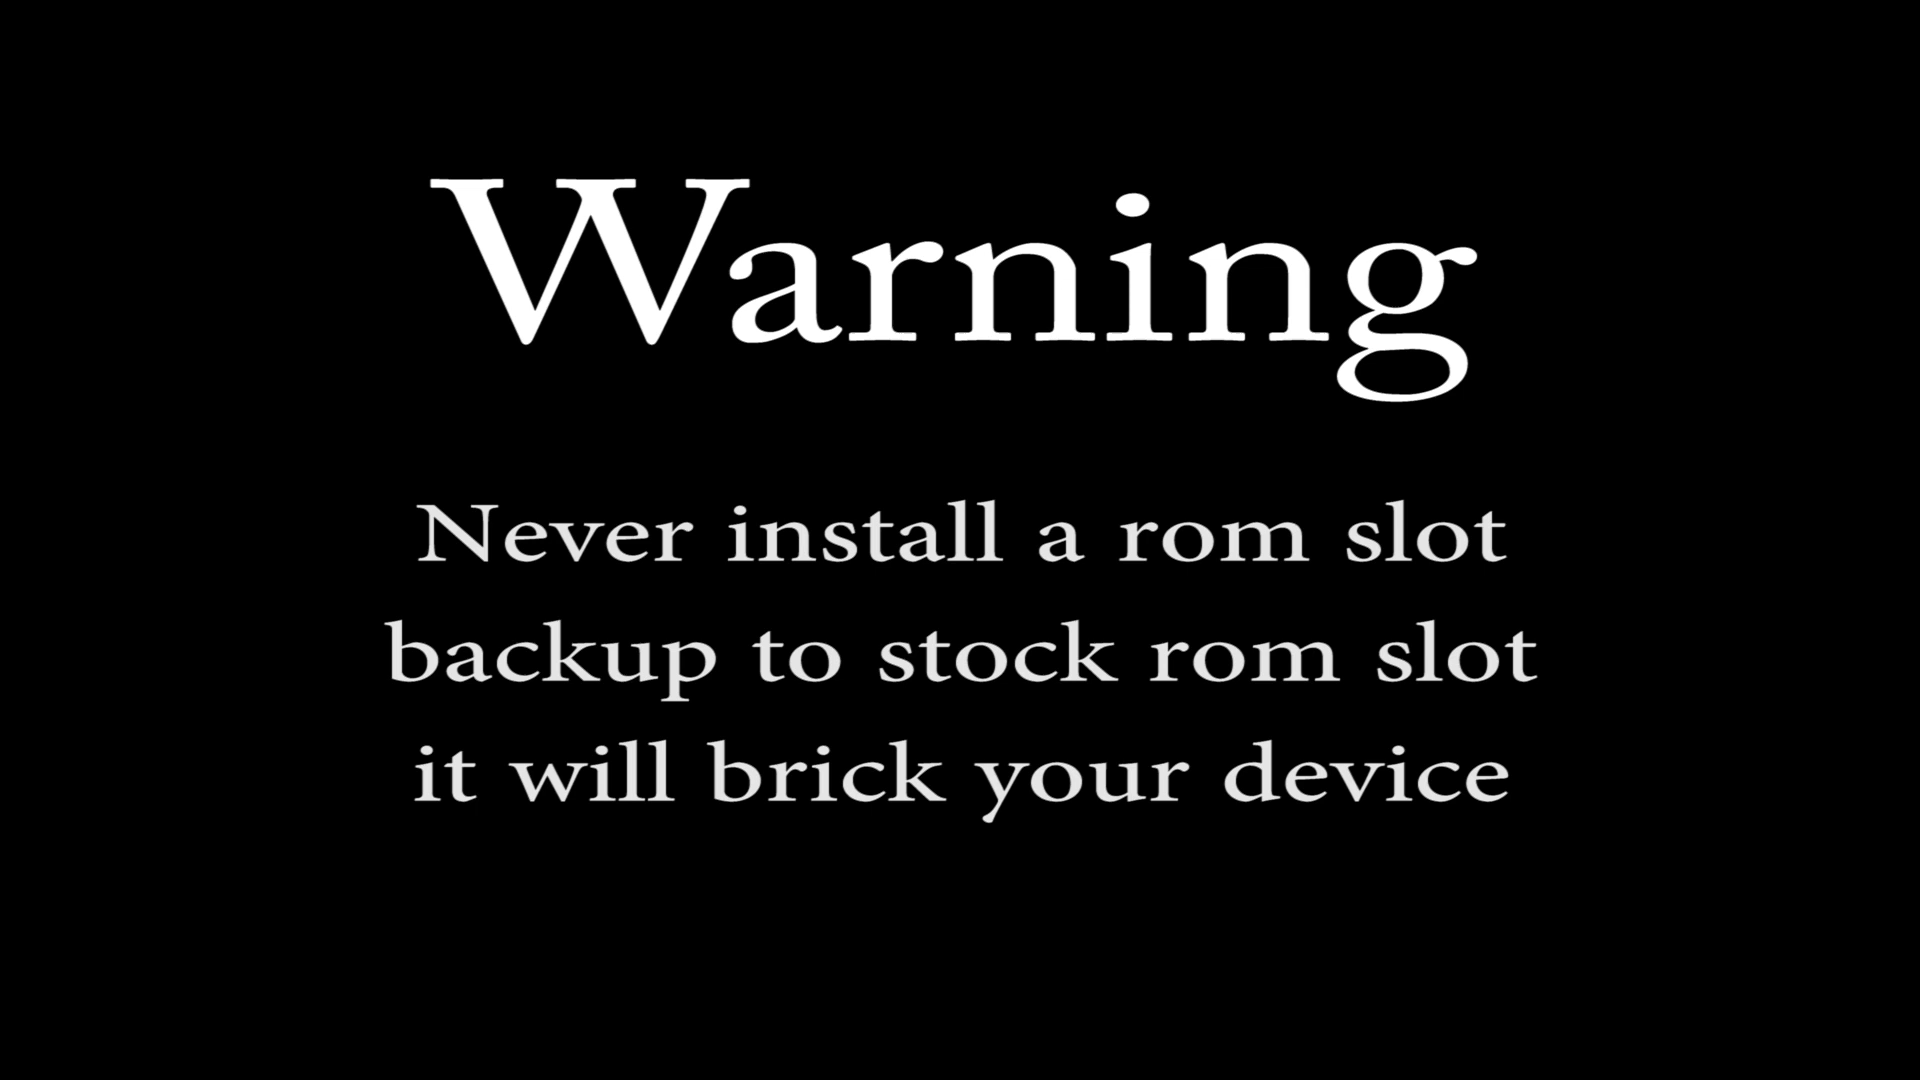 Warning
Never install a rom slot
backup to stock rom slot
it will brick your device